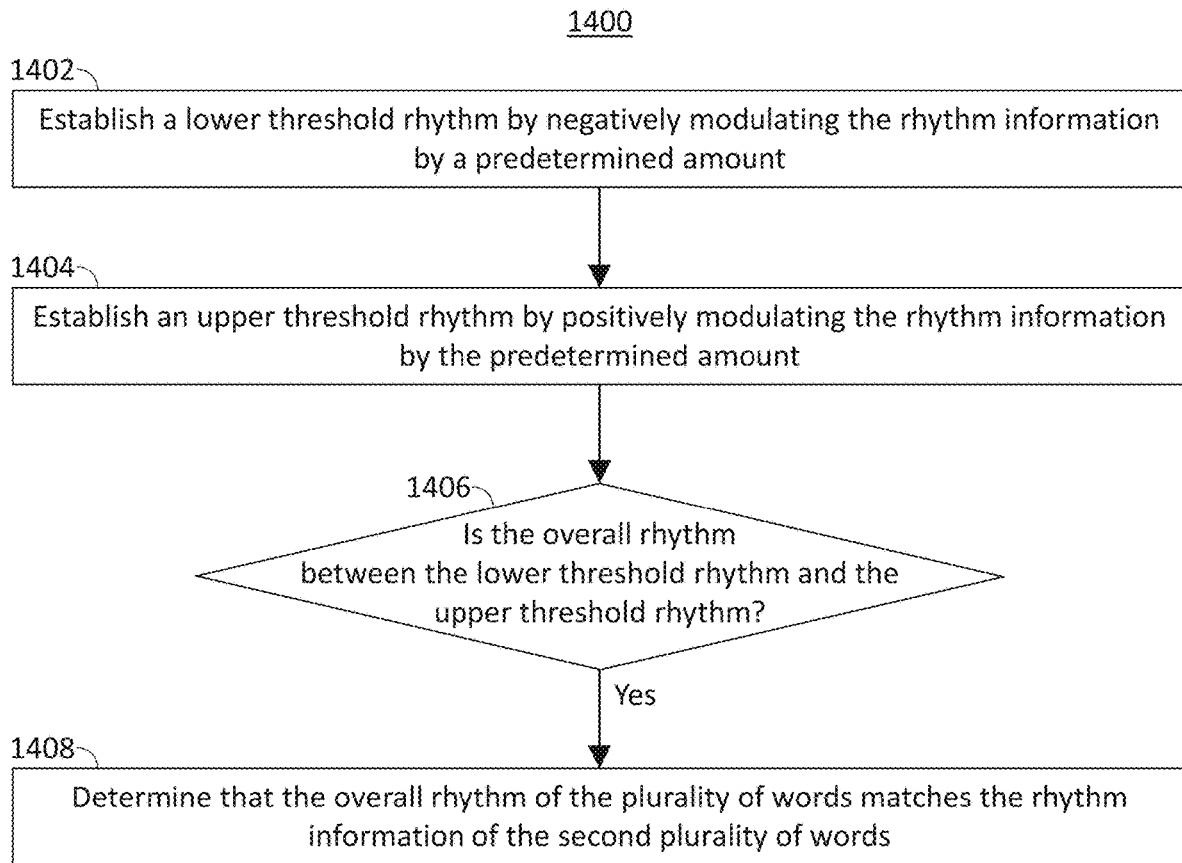 1400
1402
Establish a lower threshold rhythm by negatively modulating the rhythm information
by a predetermined amount
1404
Establish an upper threshold rhythm by positively modulating the rhythm information
by the predetermined amount
1406
Is the overall rhythm
between the lower threshold rhythm and the
upper threshold rhythm?
Yes
1408
Determine that the overall rhythm of the plurality of words matches the rhythm
information of the second plurality of words